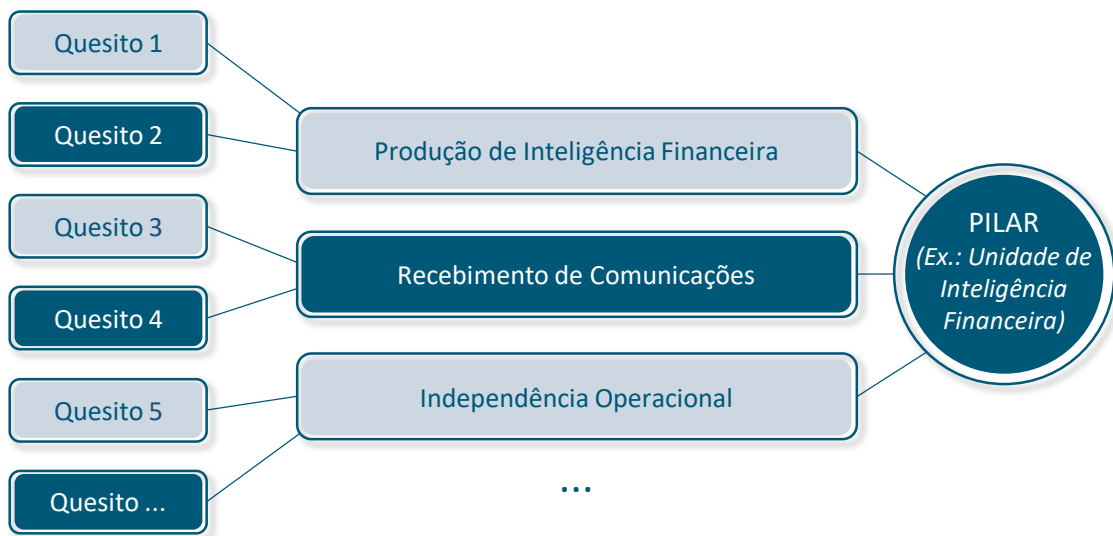 Quesito 1
Quesito 2
Quesito 3
Quesito 4
Quesito 5
Quesito ...
Produção de Inteligência Financeira
Recebimento de Comunicações
Independência Operacional
...
PILAR
(Ex.: Unidade de
Inteligência
Financeira)